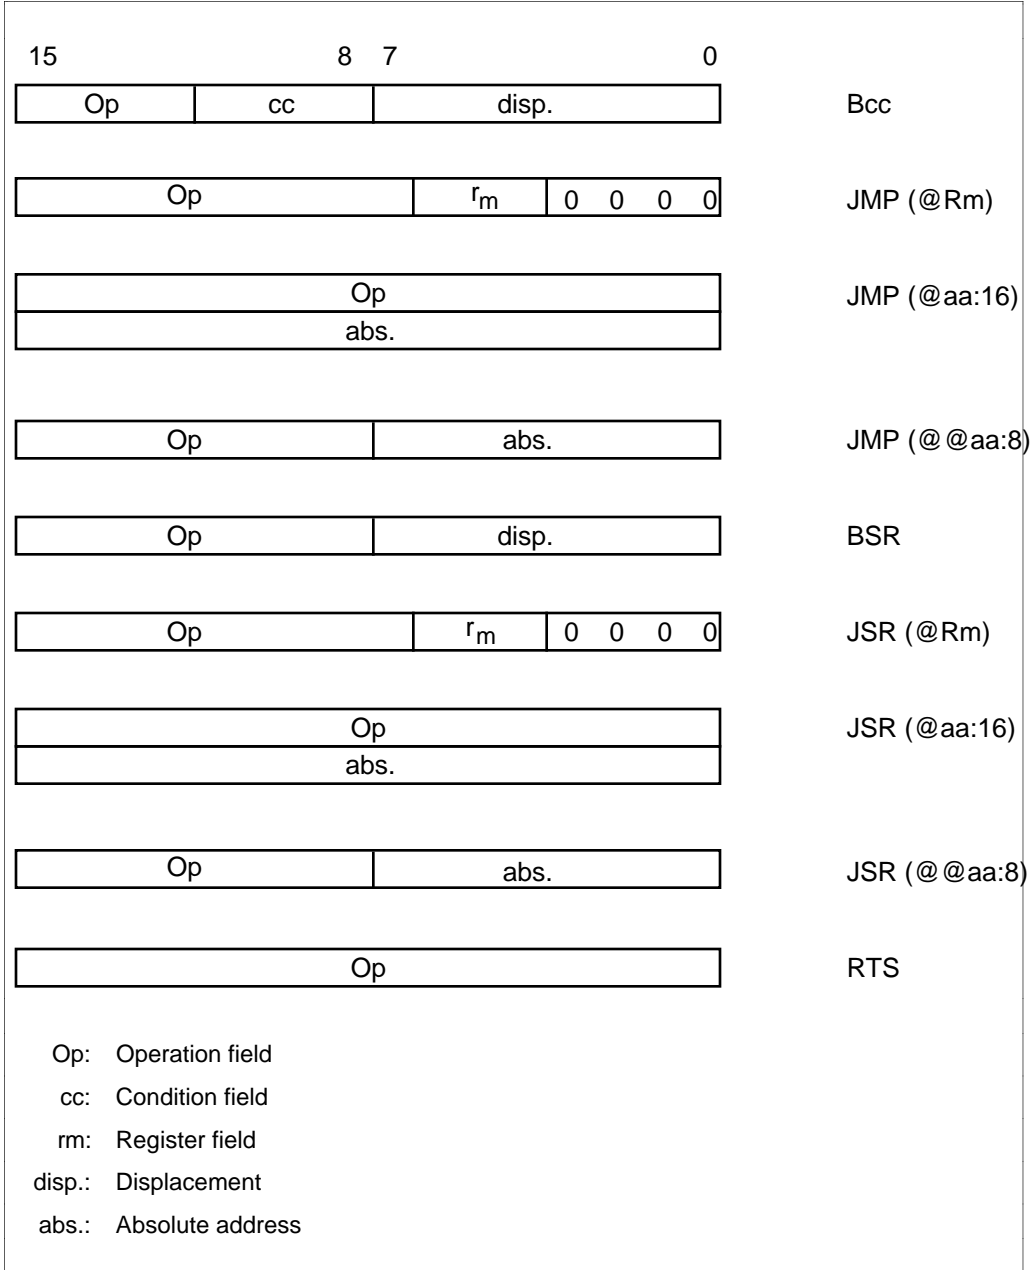 15 8 7 0
Op cc disp. Bcc
Op rm 0 0 0 0 JMP (@Rm)
Op JMP (@aa:16)
abs.
Op abs. JMP (@@aa:8)
Op disp. BSR
Op rm 0 0 0 0 JSR (@Rm)
Op JSR (@aa:16)
abs.
Op abs. JSR (@@aa:8)
Op RTS
Op: Operation field
cc: Condition field
rm: Register field
disp.: Displacement
abs.: Absolute address